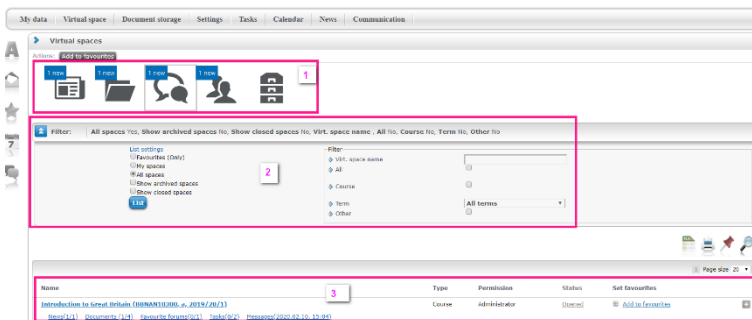 My data Virtual space Document storage Settings Tasks Calendar News Communication
Virtual spaces
Actions: Add to favourites
1 new 1 new 1 new 1 new
1
Filter: All spaces Yes, Show archived spaces No, Show closed spaces No, Virt. space name , All No, Course No, Term No, Other No
List settings
Favourites (Only)
My spaces
All spaces
Show archived spaces
Show closed spaces
List
2
Filter
Virt. space name
All
Course
Term All terms
Other
7
Page size 20
Name Type Permission Status Set favourites
3
Introduction to Great Britain (BBNAN10300, a, 2019/20/1) Course Administrator Opened Add to favourites
News(1/1) Documents (1/4) Favourite forums(0/1) Tasks(0/2) Messages(2020.02.10. 15:04)